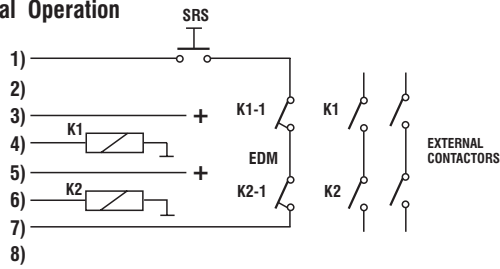 al Operation
SRS
1)
2)
3) +
K1-1 K1
4) K1
EDM
EXTERNAL
CONTACTORS
5) +
6) K2
K2-1 K2
7)
8)